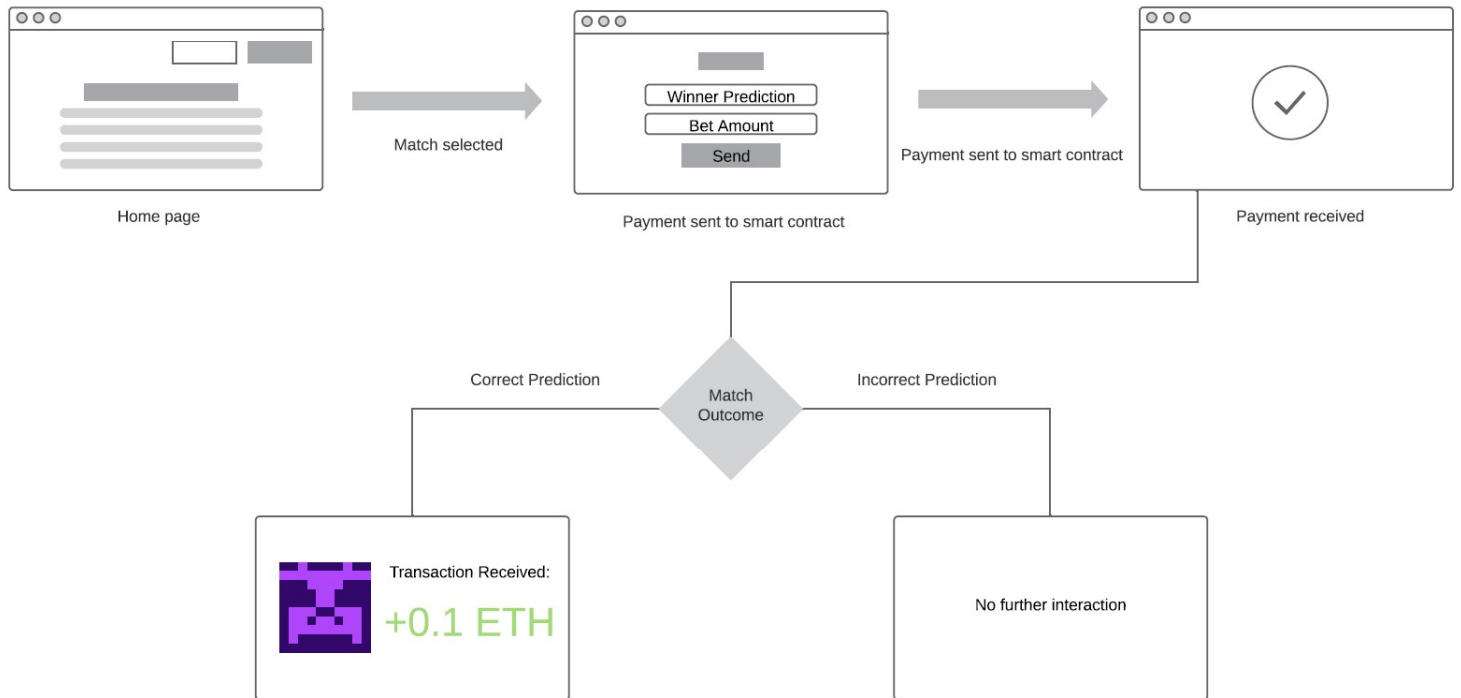 Winner Prediction
Bet Amount
Send
Match selected
Payment sent to smart contract
Home page
Payment sent to smart contract
Payment received
Correct Prediction
Incorrect Prediction
Match
Outcome
Transaction Received:
+0.1 ETH
No further interaction